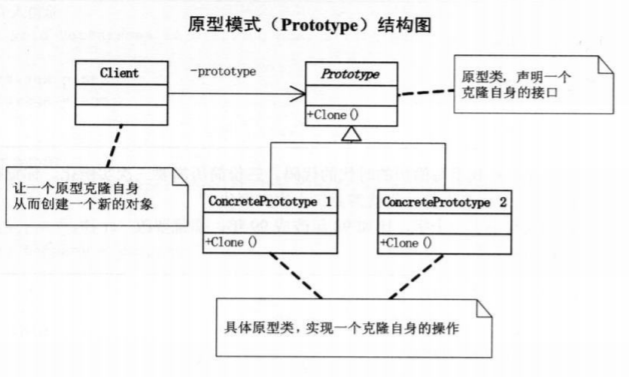 原型模式（Prototype）结构图
Client
-prototype
Prototype
+Clone()
原型类，声明一个
克隆自身的接口
让一个原型克隆自身
从而创建一个新的对象
ConcretePrototype 1
+Clone()
ConcretePrototype 2
+Clone()
具体原型类，实现一个克隆自身的操作